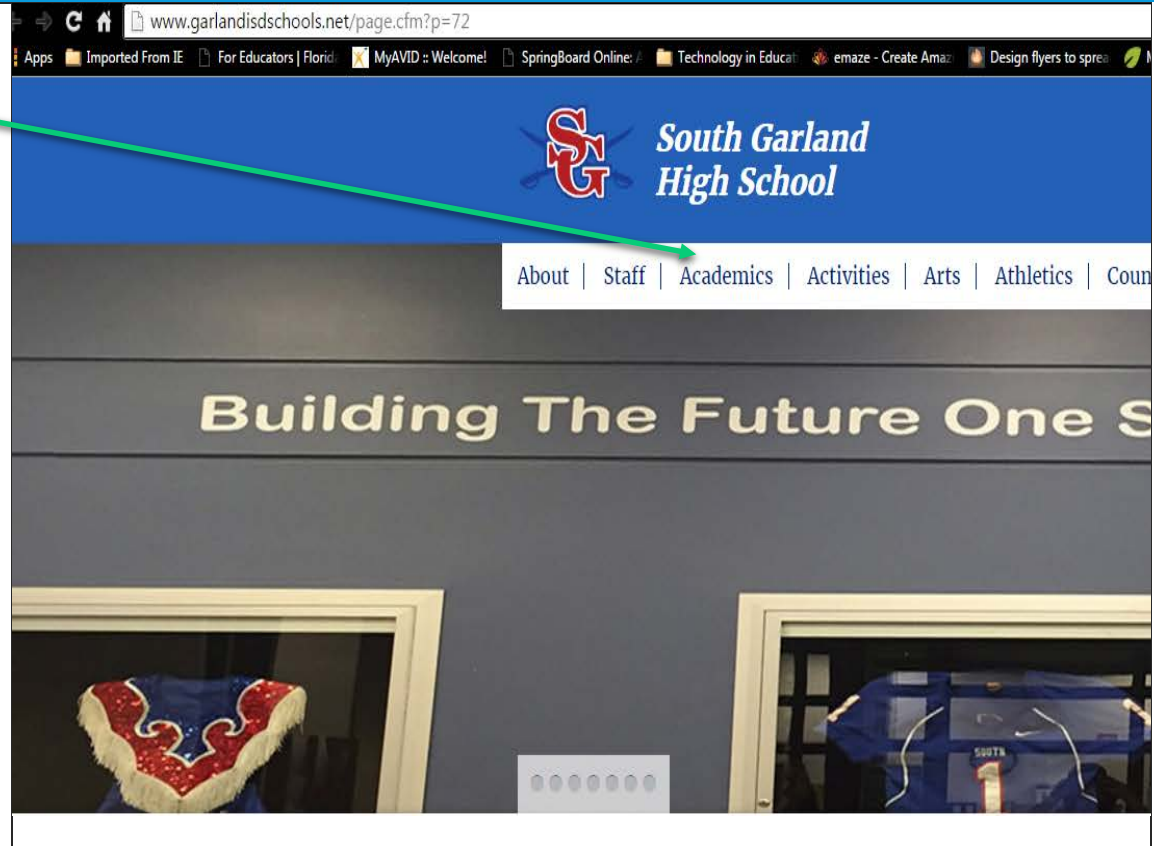 www.garlandisdschools.net/page.cfm?p=72
Apps Imported From IE For Educators | Florid MyAVID :: Welcome! SpringBoard Online: A Technology in Educat emaze - Create Amaz Design flyers to sprea
SG
South Garland
High School
About | Staff | Academics | Activities | Arts | Athletics | Coun
Building The Future One S
SOUTH
1